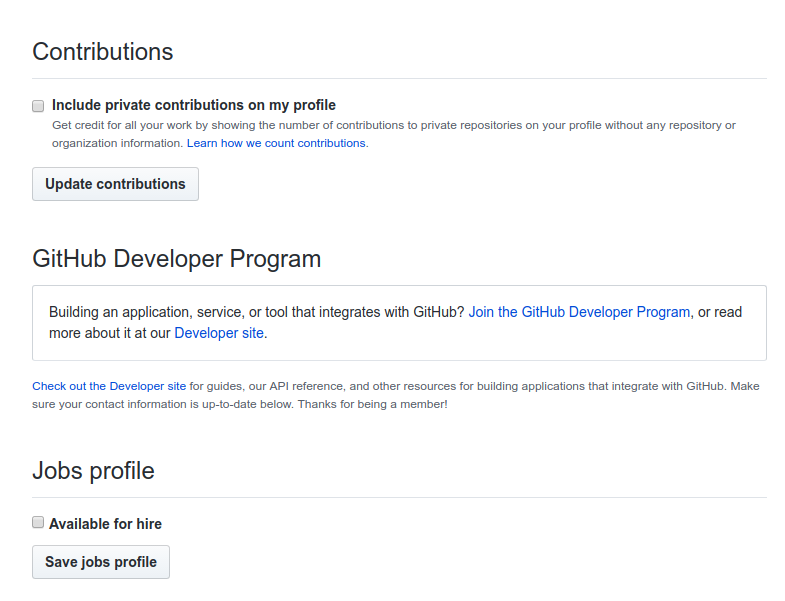 Contributions
Include private contributions on my profile
Get credit for all your work by showing the number of contributions to private repositories on your profile without any repository or
organization information. Learn how we count contributions.
Update contributions
GitHub Developer Program
Building an application, service, or tool that integrates with GitHub? Join the GitHub Developer Program, or read
more about it at our Developer site.
Check out the Developer site for guides, our API reference, and other resources for building applications that integrate with GitHub. Make
sure your contact information is up-to-date below. Thanks for being a member!
Jobs profile
Available for hire
Save jobs profile